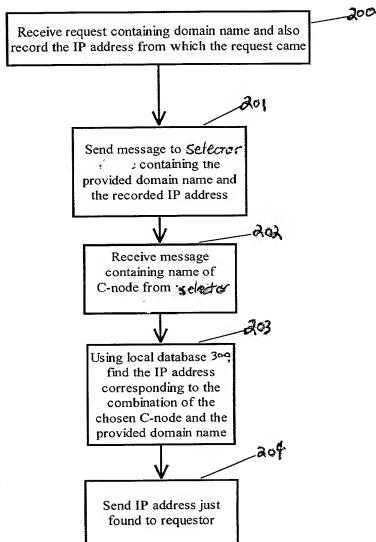 200
Receive request containing domain name and also
record the IP address from which the request came
201
Send message to selector
containing the
provided domain name and
the recorded IP address
202
Receive message
containing name of
C-node from selector
203
Using local database 300,
find the IP address
corresponding to the
combination of the
chosen C-node and the
provided domain name
204
Send IP address just
found to requestor